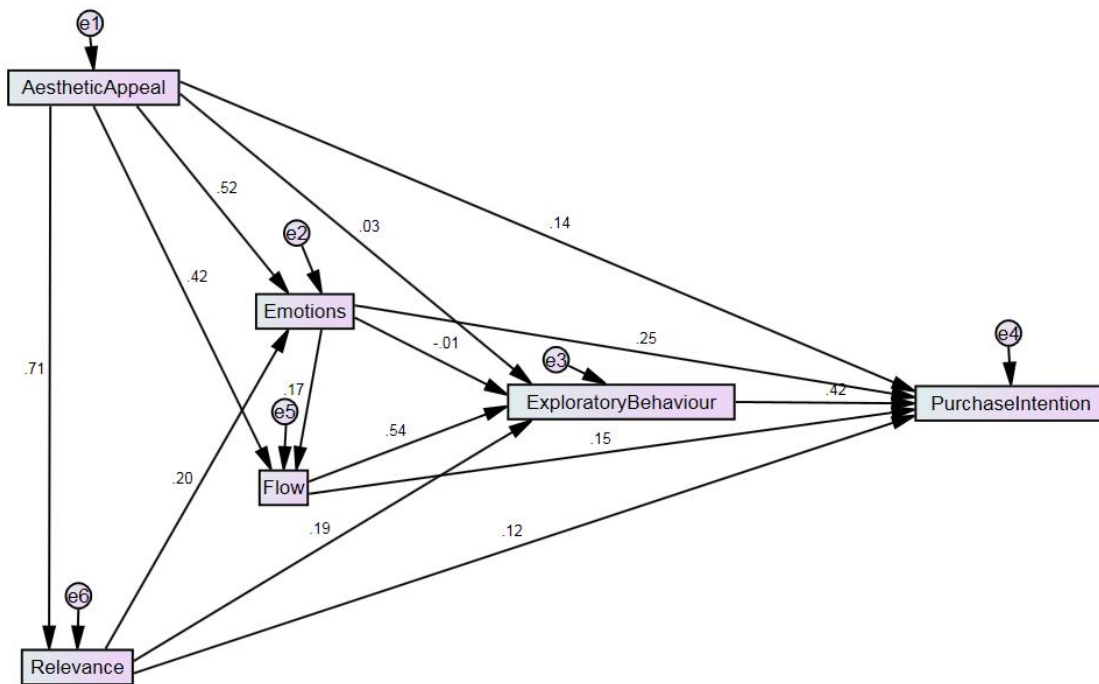 e1
AestheticAppeal
.52
.03
.14
e2
.42
Emotions
-.01
.25
e3
e4
.71
.17
e5
ExploratoryBehaviour
.42
PurchaseIntention
.54
.15
.20
Flow
.19
.12
e6
Relevance